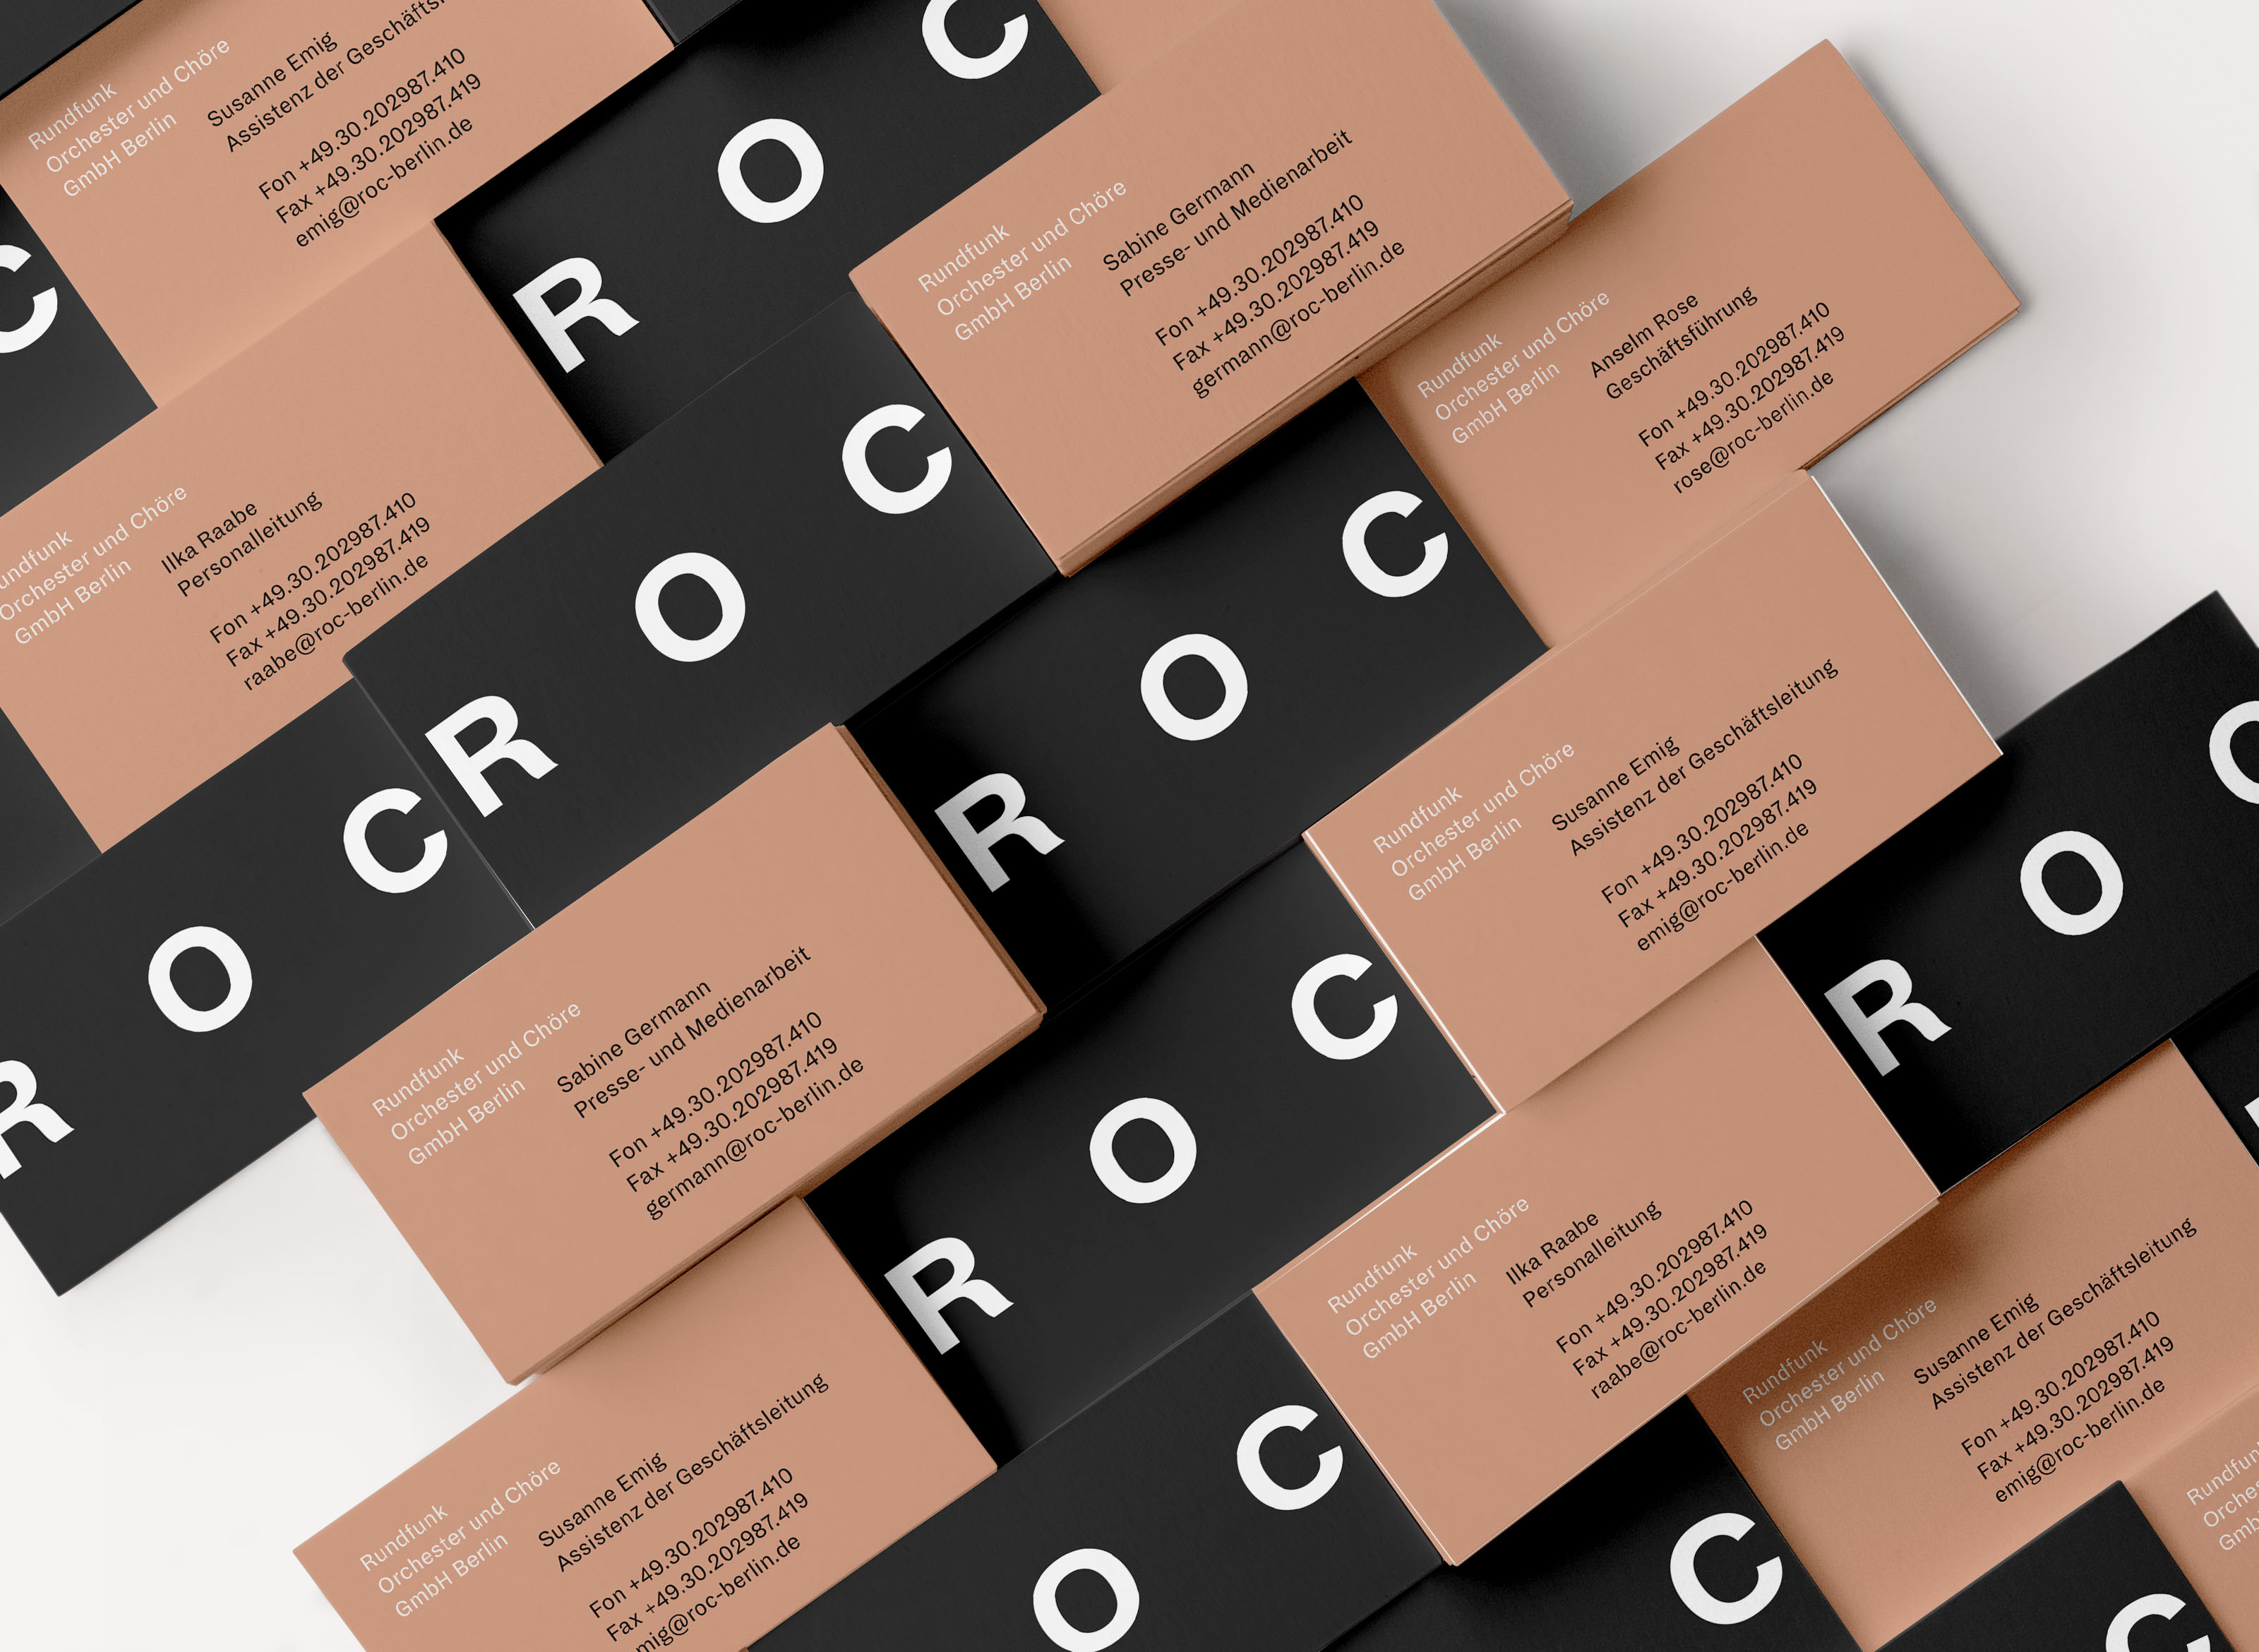 Rundfunk
Orchester und Chöre
GmbH Berlin
Susanne Emig
Assistenz der
Fon +49.30.202987.410
Fax +49.30.202987.419
emig@roc-berlin.de
R O C
C
Rundfunk
Orchester und Chöre
GmbH Berlin
Sabine Germann
Presse- und Medienarbeit
Fon +49.30.202987.410
Fax +49.30.202987.419
germann@roc-berlin.de
Rundfunk
Orchester und Chöre
GmbH Berlin
Anselm Rose
Geschäftsführung
Fon +49.30.202987.410
Fax +49.30.202987.419
rose@roc-berlin.de
Orchester und Chöre
GmbH Berlin
Ilka Raabe
Personalleitung
Fon +49.30.202987.410
Fax +49.30.202987.419
raabe@roc-berlin.de
R O C
R O C
Rundfunk
Orchester und Chöre
GmbH Berlin
Susanne Emig
Assistenz der Geschäftsleitung
Fon +49.30.202987.410
Fax +49.30.202987.419
emig@roc-berlin.de
R O C
R O C
Rundfunk
Orchester und Chöre
GmbH Berlin
Sabine Germann
Presse- und Medienarbeit
Fon +49.30.202987.410
Fax +49.30.202987.419
germann@roc-berlin.de
R O C
Rundfunk
Orchester und Chöre
GmbH Berlin
Ilka Raabe
Personalleitung
Fon +49.30.202987.410
Fax +49.30.202987.419
raabe@roc-berlin.de
Rundfunk
Orchester und Chöre
GmbH Berlin
Susanne Emig
Assistenz der Geschäftsleitung
Fon +49.30.202987.410
Fax +49.30.202987.419
emig@roc-berlin.de
Rundfunk
Orchester und Chöre
GmbH Berlin
Susanne Emig
Assistenz der Geschäftsleitung
Fon +49.30.202987.410
Fax +49.30.202987.419
O C
C
C